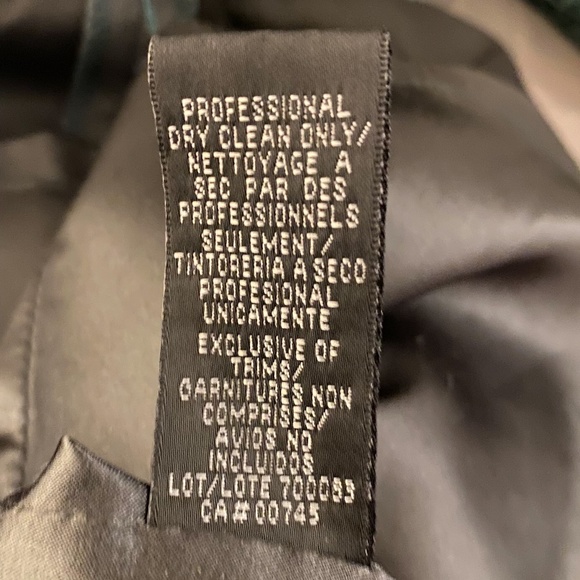 PROFESSIONAL
DRY CLEAN ONLY/
NETTOYAGE A
SEC PAR DES
PROFESSIONNELS
SEULEMENT/
TINTORERIA A SECO
PROFESIONAL
UNICAMENTE
EXCLUSIVE OF
TRIMS/
GARNITURES NON
COMPRISES/
AVIOS NO
INCLUIDOS
LOT/LOTE 700099
CA# 00745